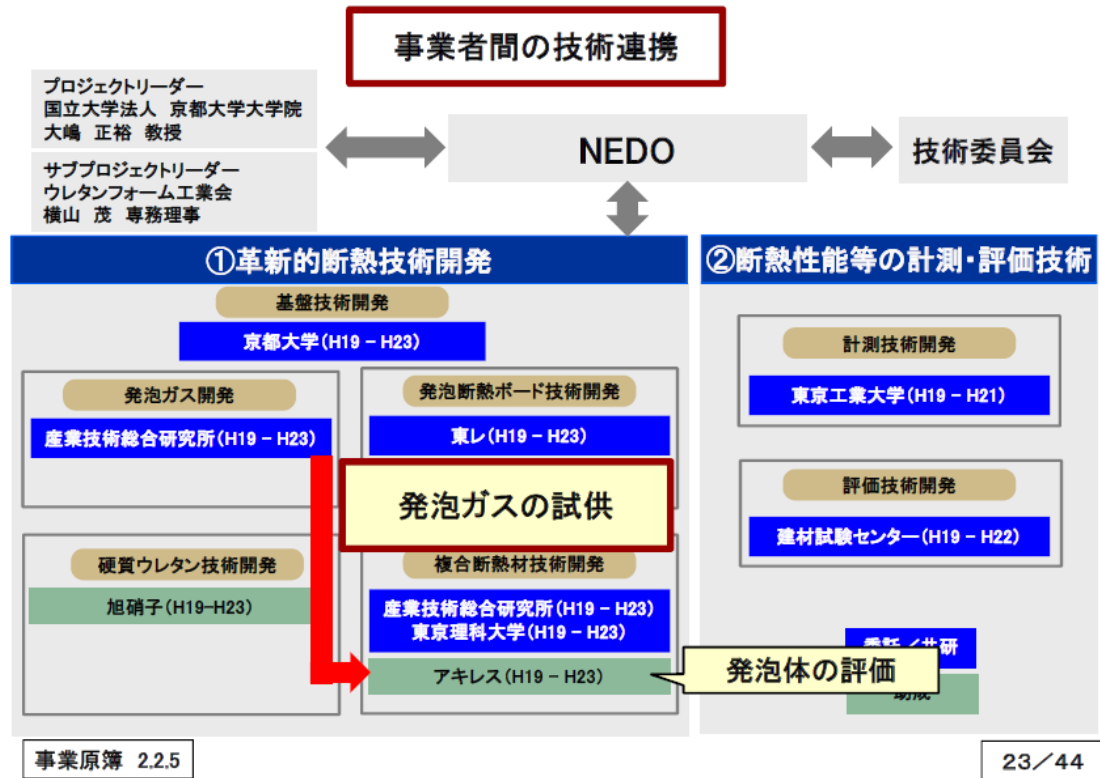 事業者間の技術連携
プロジェクトリーダー
国立大学法人 京都大学大学院
大嶋 正裕 教授
サブプロジェクトリーダー
ウレタンフォーム工業会
横山 茂 専務理事
NEDO
技術委員会
①革新的断熱技術開発
基盤技術開発
京都大学(H19-H23)
発泡ガス開発
産業技術総合研究所(H19-H23)
発泡断熱ボード技術開発
東レ(H19-H23)
発泡ガスの試供
硬質ウレタン技術開発
旭硝子(H19-H23)
複合断熱材技術開発
産業技術総合研究所(H19-H23)
東京理科大学(H19-H23)
アキレス(H19-H23)
発泡体の評価
②断熱性能等の計測・評価技術
計測技術開発
東京工業大学(H19-H21)
評価技術開発
建材試験センター(H19-H22)
事業原簿 2.2.5
23/44